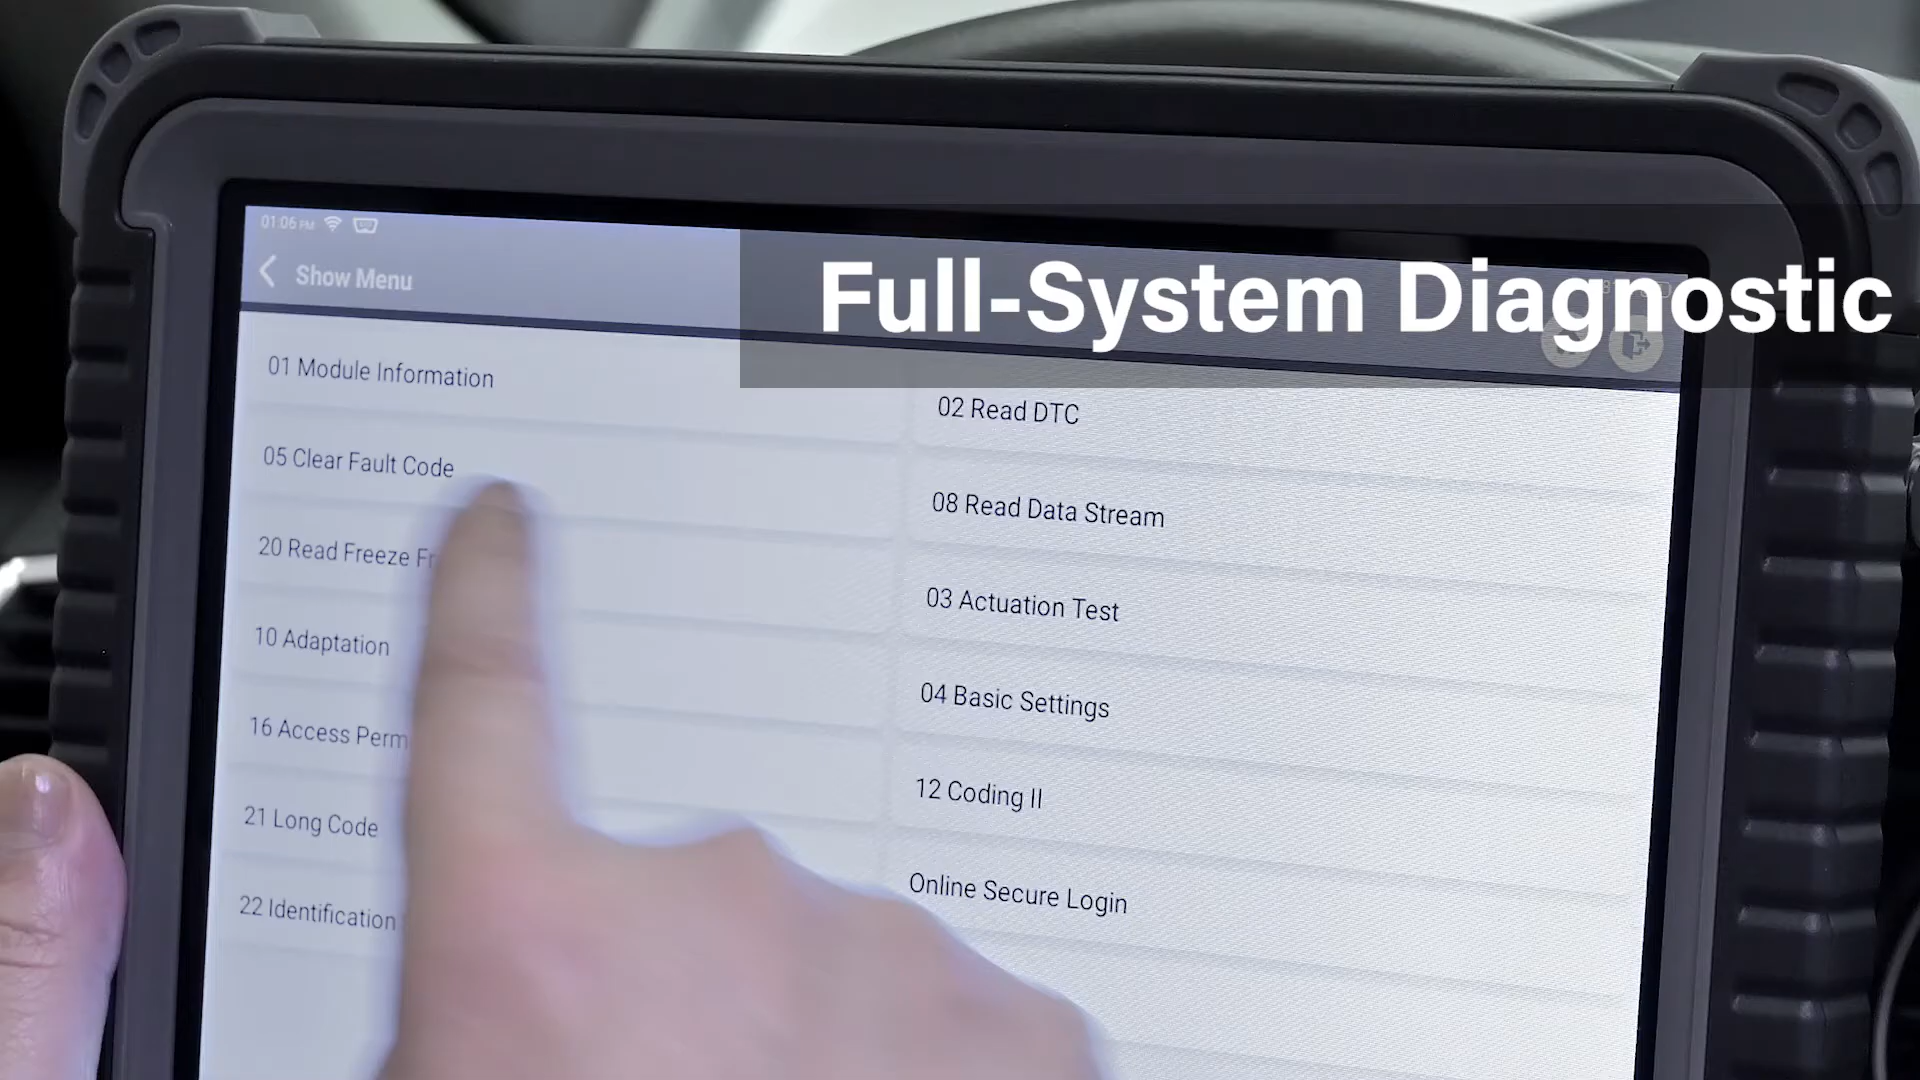 01:06 PM
Show Menu
Full-System Diagnostic
01 Module Information
02 Read DTC
05 Clear Fault Code
08 Read Data Stream
20 Read Freeze
03 Actuation Test
10 Adaptation
04 Basic Settings
16 Access
12 Coding II
21 Long Code
Online Secure Login
22 Identification